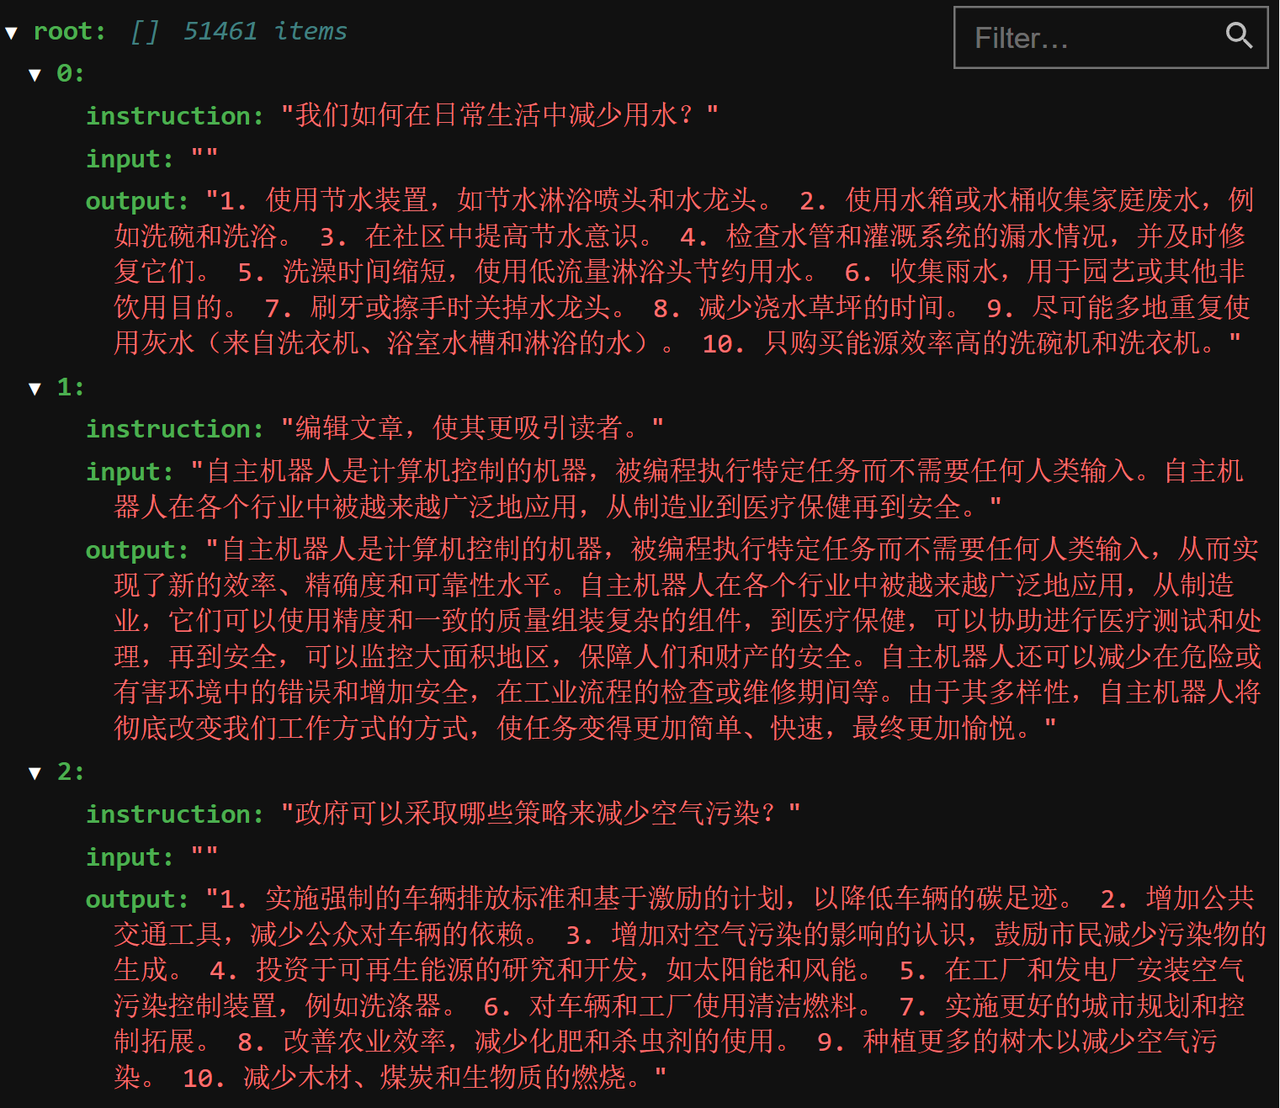 ▼ root: [] 51461 items
Filter...
▼ 0:
instruction: "我们如何在日常生活中减少用水？"
input: ""
output: "1. 使用节水装置，如节水淋浴喷头和水龙头。 2. 使用水箱或水桶收集家庭废水，例
如洗碗和洗浴。 3. 在社区中提高节水意识。 4. 检查水管和灌溉系统的漏水情况，并及时修
复它们。 5. 洗澡时间缩短，使用低流量淋浴头节约用水。 6. 收集雨水，用于园艺或其他非
饮用目的。 7. 刷牙或擦手时关掉水龙头。 8. 减少浇水草坪的时间。 9. 尽可能多地重复使
用灰水（来自洗衣机、浴室水槽和淋浴的水）。 10. 只购买能源效率高的洗碗机和洗衣机。"
▼ 1:
instruction: "编辑文章，使其更吸引读者。"
input: "自主机器人是计算机控制的机器，被编程执行特定任务而不需要任何人类输入。自主机
器人在各个行业中被越来越广泛地应用，从制造业到医疗保健再到安全。"
output: "自主机器人是计算机控制的机器，被编程执行特定任务而不需要任何人类输入，从而实
现了新的效率、精确度和可靠性水平。自主机器人在各个行业中被越来越广泛地应用，从制造
业，它们可以使用精度和一致的质量组装复杂的组件，到医疗保健，可以协助进行医疗测试和处
理，再到安全，可以监控大面积地区，保障人们和财产的安全。自主机器人还可以减少在危险或
有害环境中的错误和增加安全，在工业流程的检查或维修期间等。由于其多样性，自主机器人将
彻底改变我们工作方式的方式，使任务变得更加简单、快速，最终更加愉悦。"
▼ 2:
instruction: "政府可以采取哪些策略来减少空气污染？"
input: ""
output: "1. 实施强制的车辆排放标准和基于激励的计划，以降低车辆的碳足迹。 2. 增加公共
交通工具，减少公众对车辆的依赖。 3. 增加对空气污染的影响的认识，鼓励市民减少污染物的
生成。 4. 投资于可再生能源的研究和开发，如太阳能和风能。 5. 在工厂和发电厂安装空气
污染控制装置，例如洗涤器。 6. 对车辆和工厂使用清洁燃料。 7. 实施更好的城市规划和控
制拓展。 8. 改善农业效率，减少化肥和杀虫剂的使用。 9. 种植更多的树木以减少空气污
染。 10. 减少木材、煤炭和生物质的燃烧。"